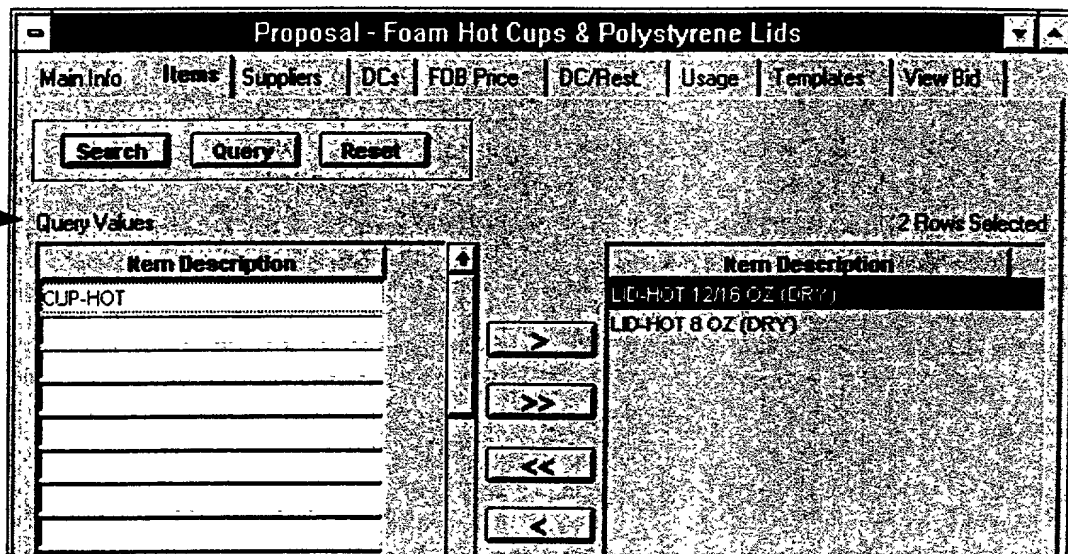 Proposal - Foam Hot Cups & Polystyrene Lids
Main Info Items Suppliers DCs FOB Price DC/Rest. Usage Templates View Bid
Search Query Reset
Query Values 2 Rows Selected
Item Description Item Description
CUP-HOT LID-HOT 12/16 OZ (DRY)
LID-HOT 8 OZ (DRY)
>
>>
<<
<